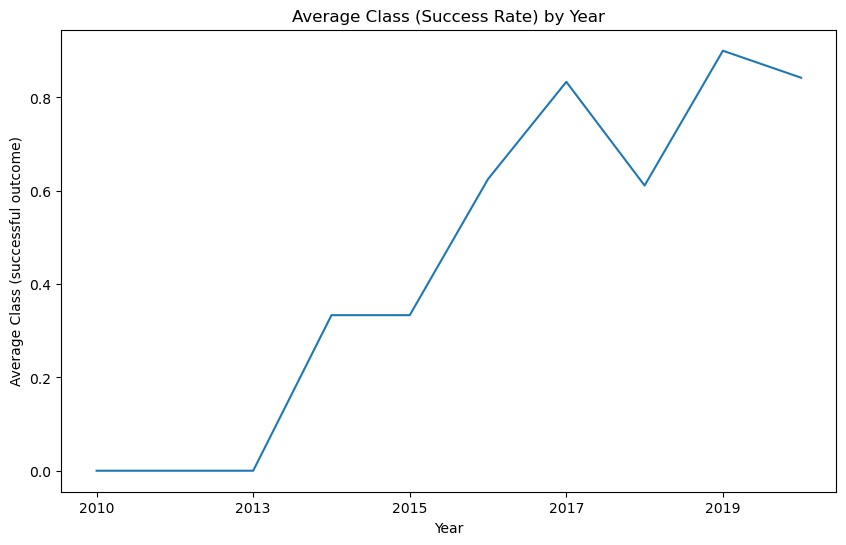 Average Class (Success Rate) by Year
Average Class (successful outcome)
0.8
0.6
0.4
0.2
0.0
2010 2013 2015 2017 2019
Year